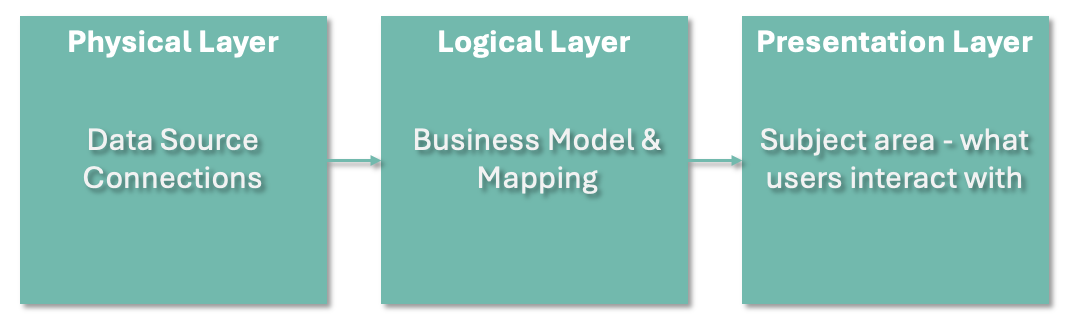 Physical Layer
Data Source
Connections
Logical Layer
Business Model &
Mapping
Presentation Layer
Subject area - what
users interact with